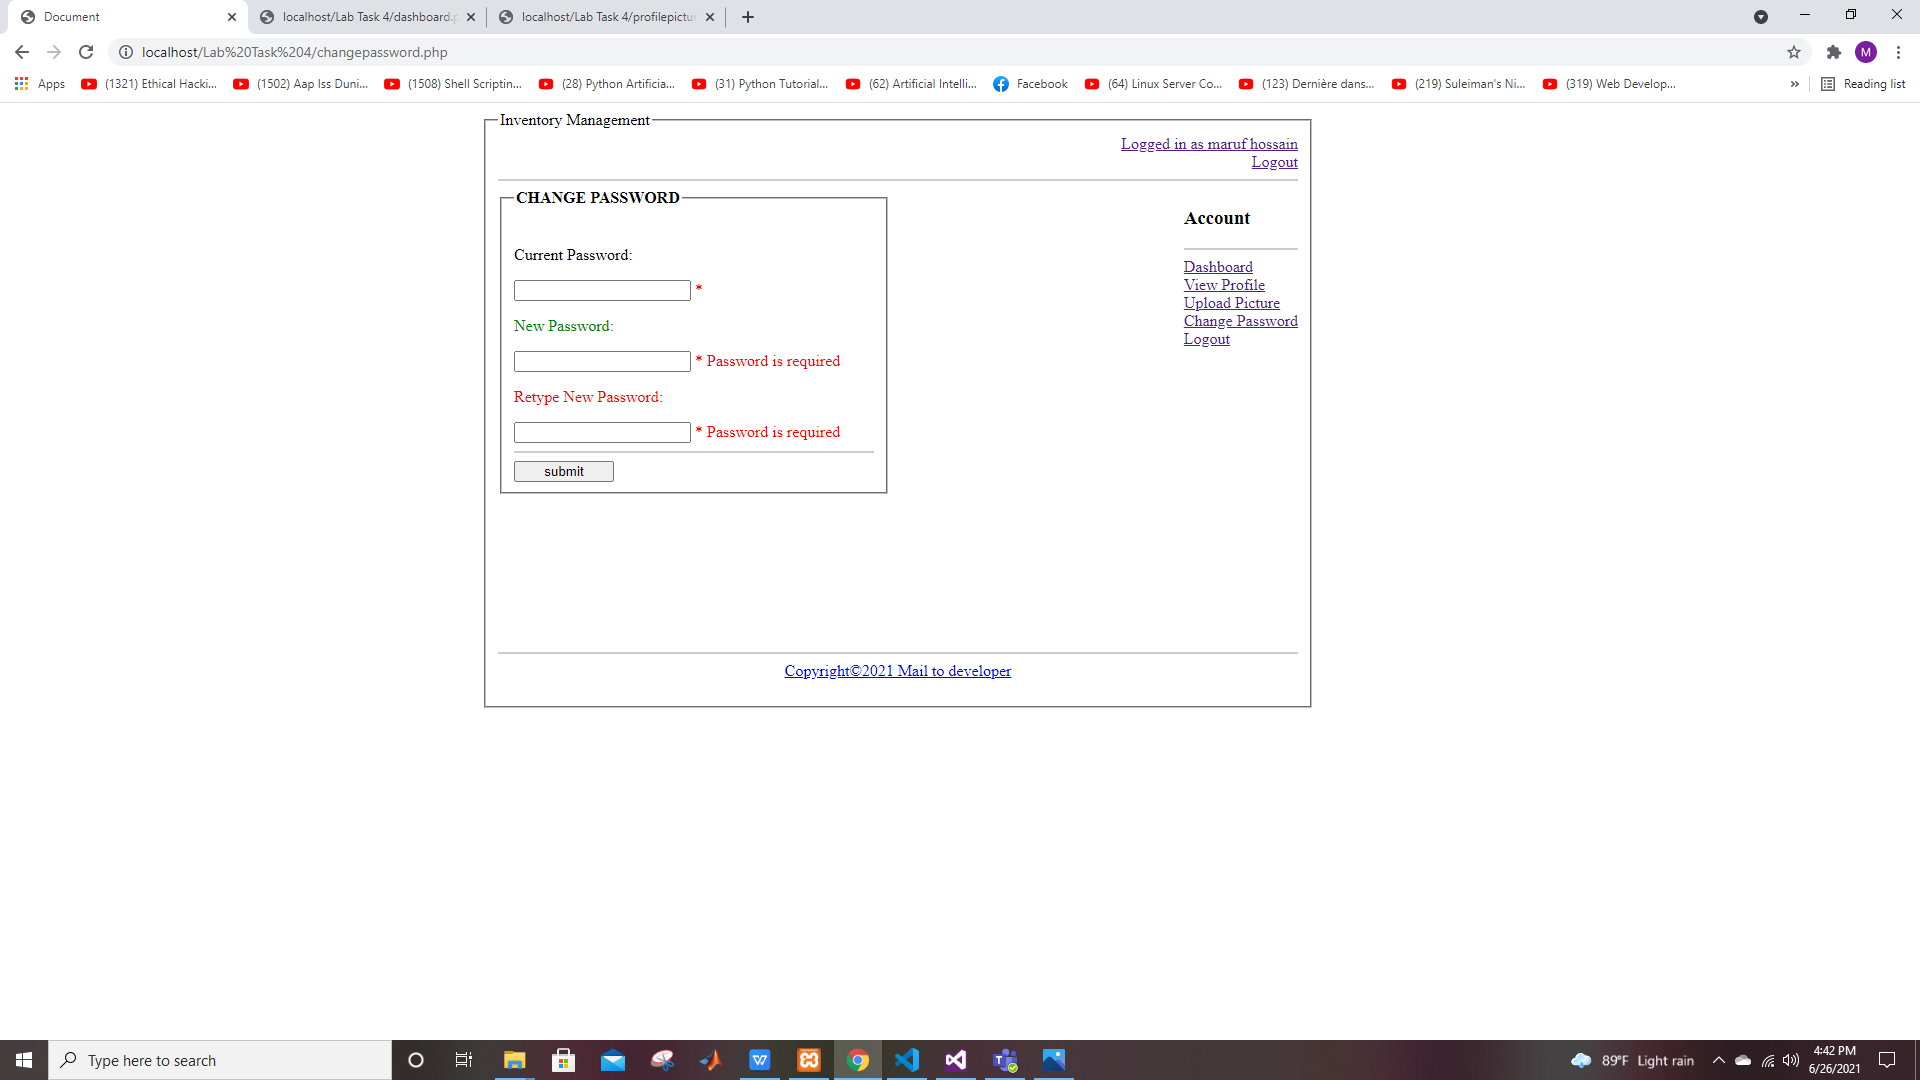 Document
localhost/Lab Task 4/dashboard.p
localhost/Lab Task 4/profilepictur
localhost/Lab%20Task%204/changepassword.php
M
Apps
(1321) Ethical Hacki...
(1502) Aap Iss Duni...
(1508) Shell Scriptin...
(28) Python Artificia...
(31) Python Tutorial...
(62) Artificial Intelli...
Facebook
(64) Linux Server Co...
(123) Dernière dans...
(219) Suleiman's Ni...
(319) Web Develop...
»
Reading list
Inventory Management
Logged in as maruf hossain
Logout
CHANGE PASSWORD
Current Password:
*
New Password:
* Password is required
Retype New Password:
* Password is required
submit
Account
Dashboard
View Profile
Upload Picture
Change Password
Logout
Copyright©2021 Mail to developer
Type here to search
89°F Light rain
4:42 PM
6/26/2021